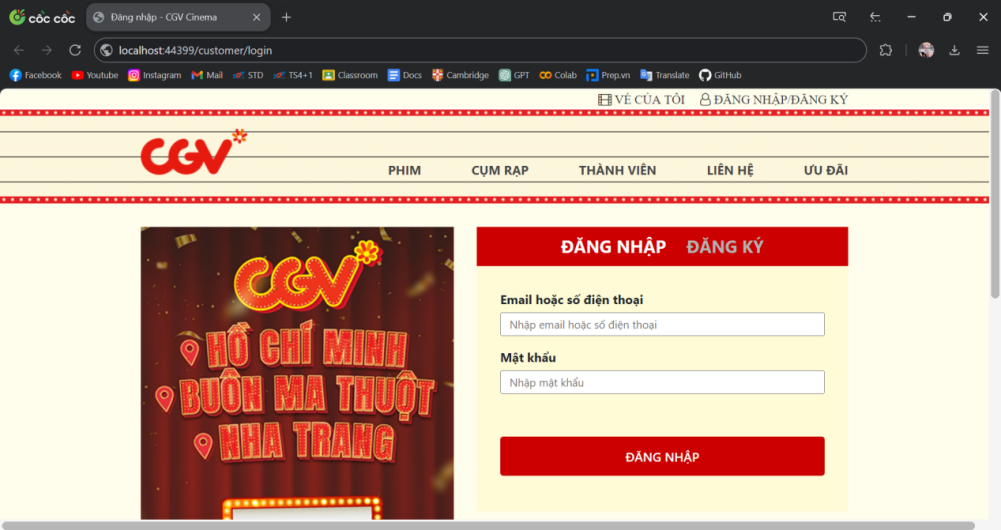 cốc cốc
Đăng nhập - CGV Cinema
localhost:44399/customer/login
Facebook Youtube Instagram Mail STD TS4+1 Classroom Docs Cambridge GPT Colab Prep.vn Translate GitHub
VÉ CỦA TÔI ĐĂNG NHẬP/ĐĂNG KÝ
CGV
PHIM CỤM RẠP THÀNH VIÊN LIÊN HỆ ƯU ĐÃI
CGV
HỒ CHÍ MINH
BUÔN MA THUỘT
NHA TRANG
ĐĂNG NHẬP ĐĂNG KÝ
Email hoặc số điện thoại
Nhập email hoặc số điện thoại
Mật khẩu
Nhập mật khẩu
ĐĂNG NHẬP